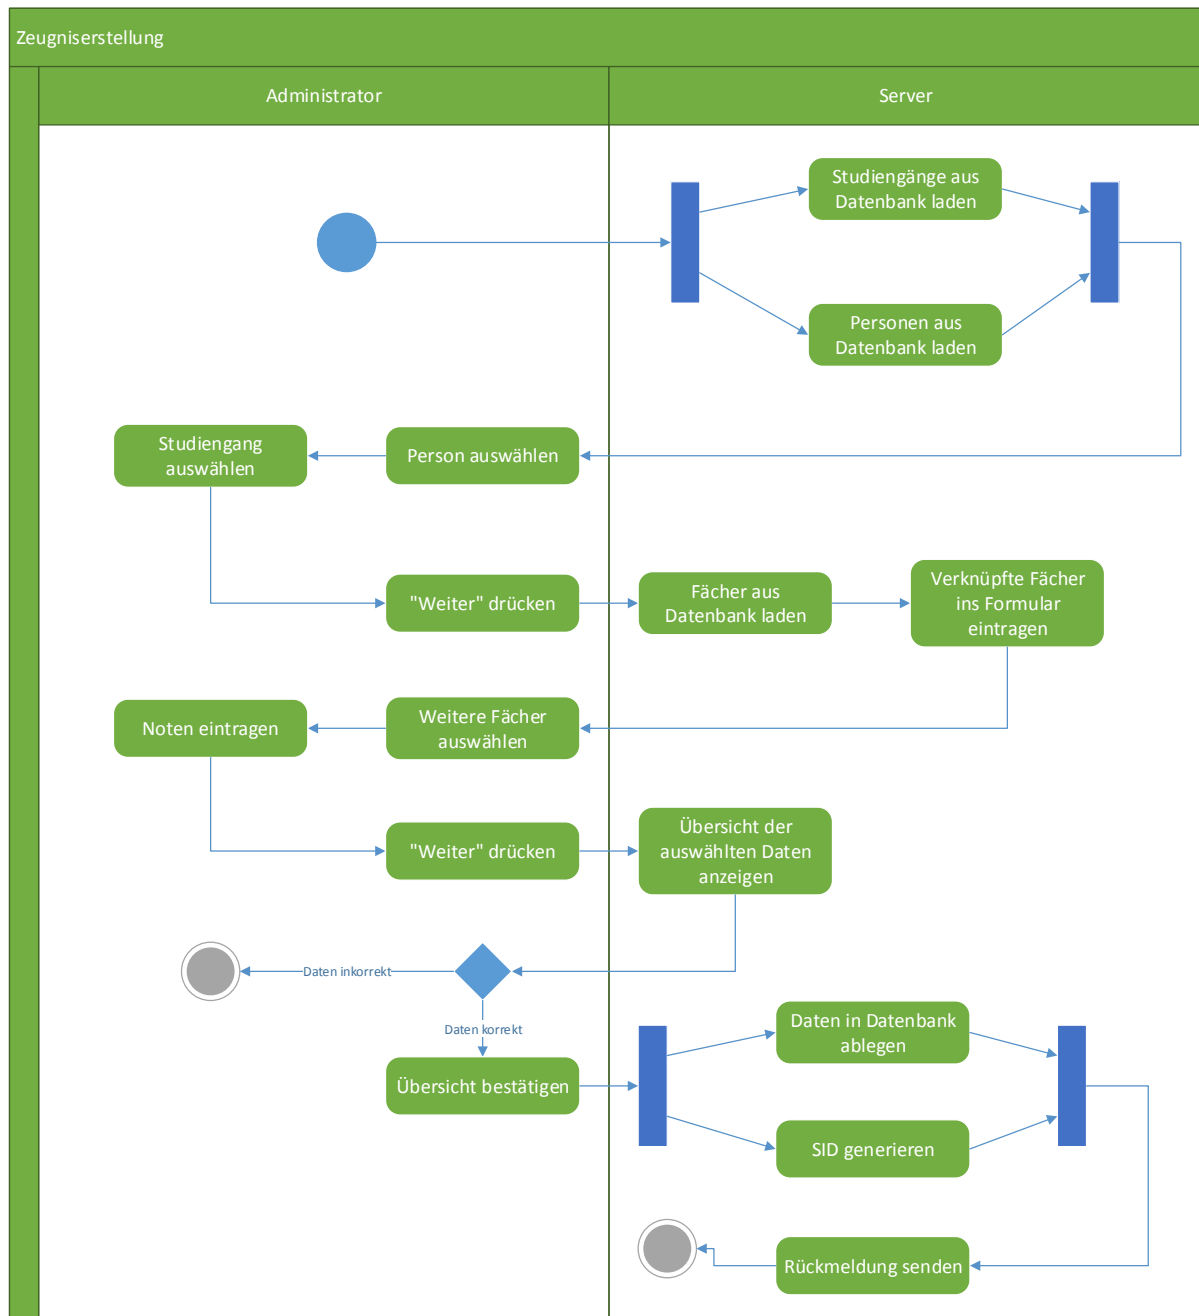 Zeugniserstellung
Administrator
Server
Studiengänge aus
Datenbank laden
Personen aus
Datenbank laden
Studiengang
auswählen
Person auswählen
"Weiter" drücken
Fächer aus
Datenbank laden
Verknüpfte Fächer
ins Formular
eintragen
Noten eintragen
Weitere Fächer
auswählen
"Weiter" drücken
Übersicht der
auswählten Daten
anzeigen
Daten inkorrekt
Daten korrekt
Übersicht bestätigen
Daten in Datenbank
ablegen
SID generieren
Rückmeldung senden